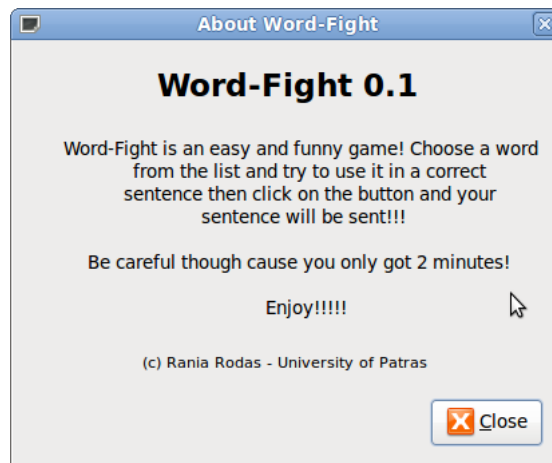 About Word-Fight
Word-Fight 0.1
Word-Fight is an easy and funny game! Choose a word
from the list and try to use it in a correct
sentence then click on the button and your
sentence will be sent!!!
Be careful though cause you only got 2 minutes!
Enjoy!!!!!
(c) Rania Rodas - University of Patras
Close